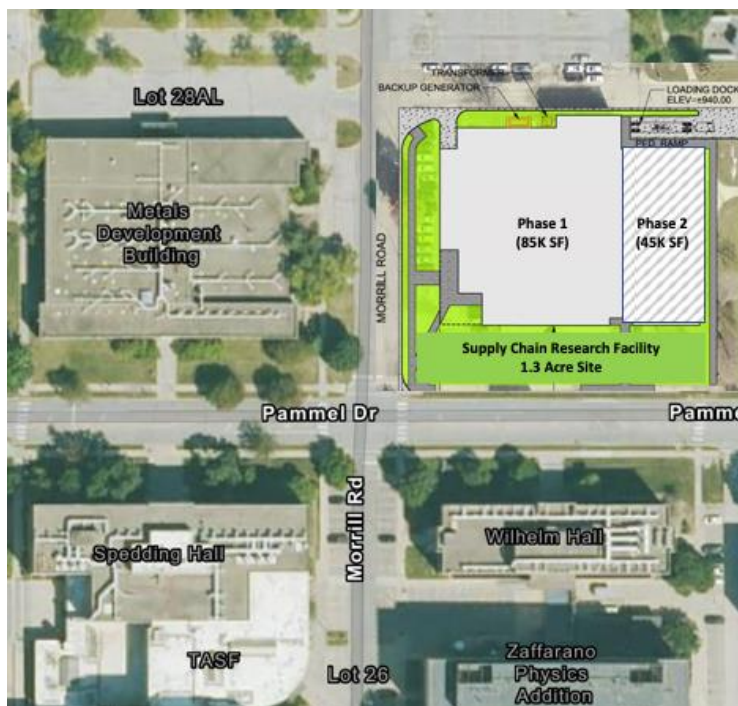 Lot 28AL
TRANSFORMER
BACKUP GENERATOR
LOADING DOCK
ELEV=±940.00
PED. RAMP
Metals
Development
Building
Phase 1
(85K SF)
Phase 2
(45K SF)
MORRILL ROAD
Supply Chain Research Facility
1.3 Acre Site
Pammel Dr
Pamme
Morrill Rd
Spedding Hall
Wilhelm Hall
TASF
Lot 26
Zaffarano
Physics
Addition